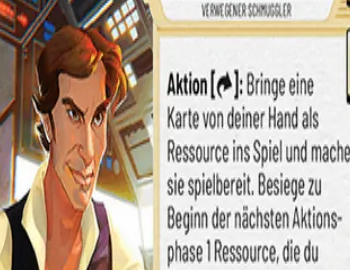 VERWEGENER SCHMUGGLER
Aktion [ ]: Bringe eine
Karte von deiner Hand als
Ressource ins Spiel und mache
sie spielbereit. Besiege zu
Beginn der nächsten Aktions-
phase 1 Ressource, die du